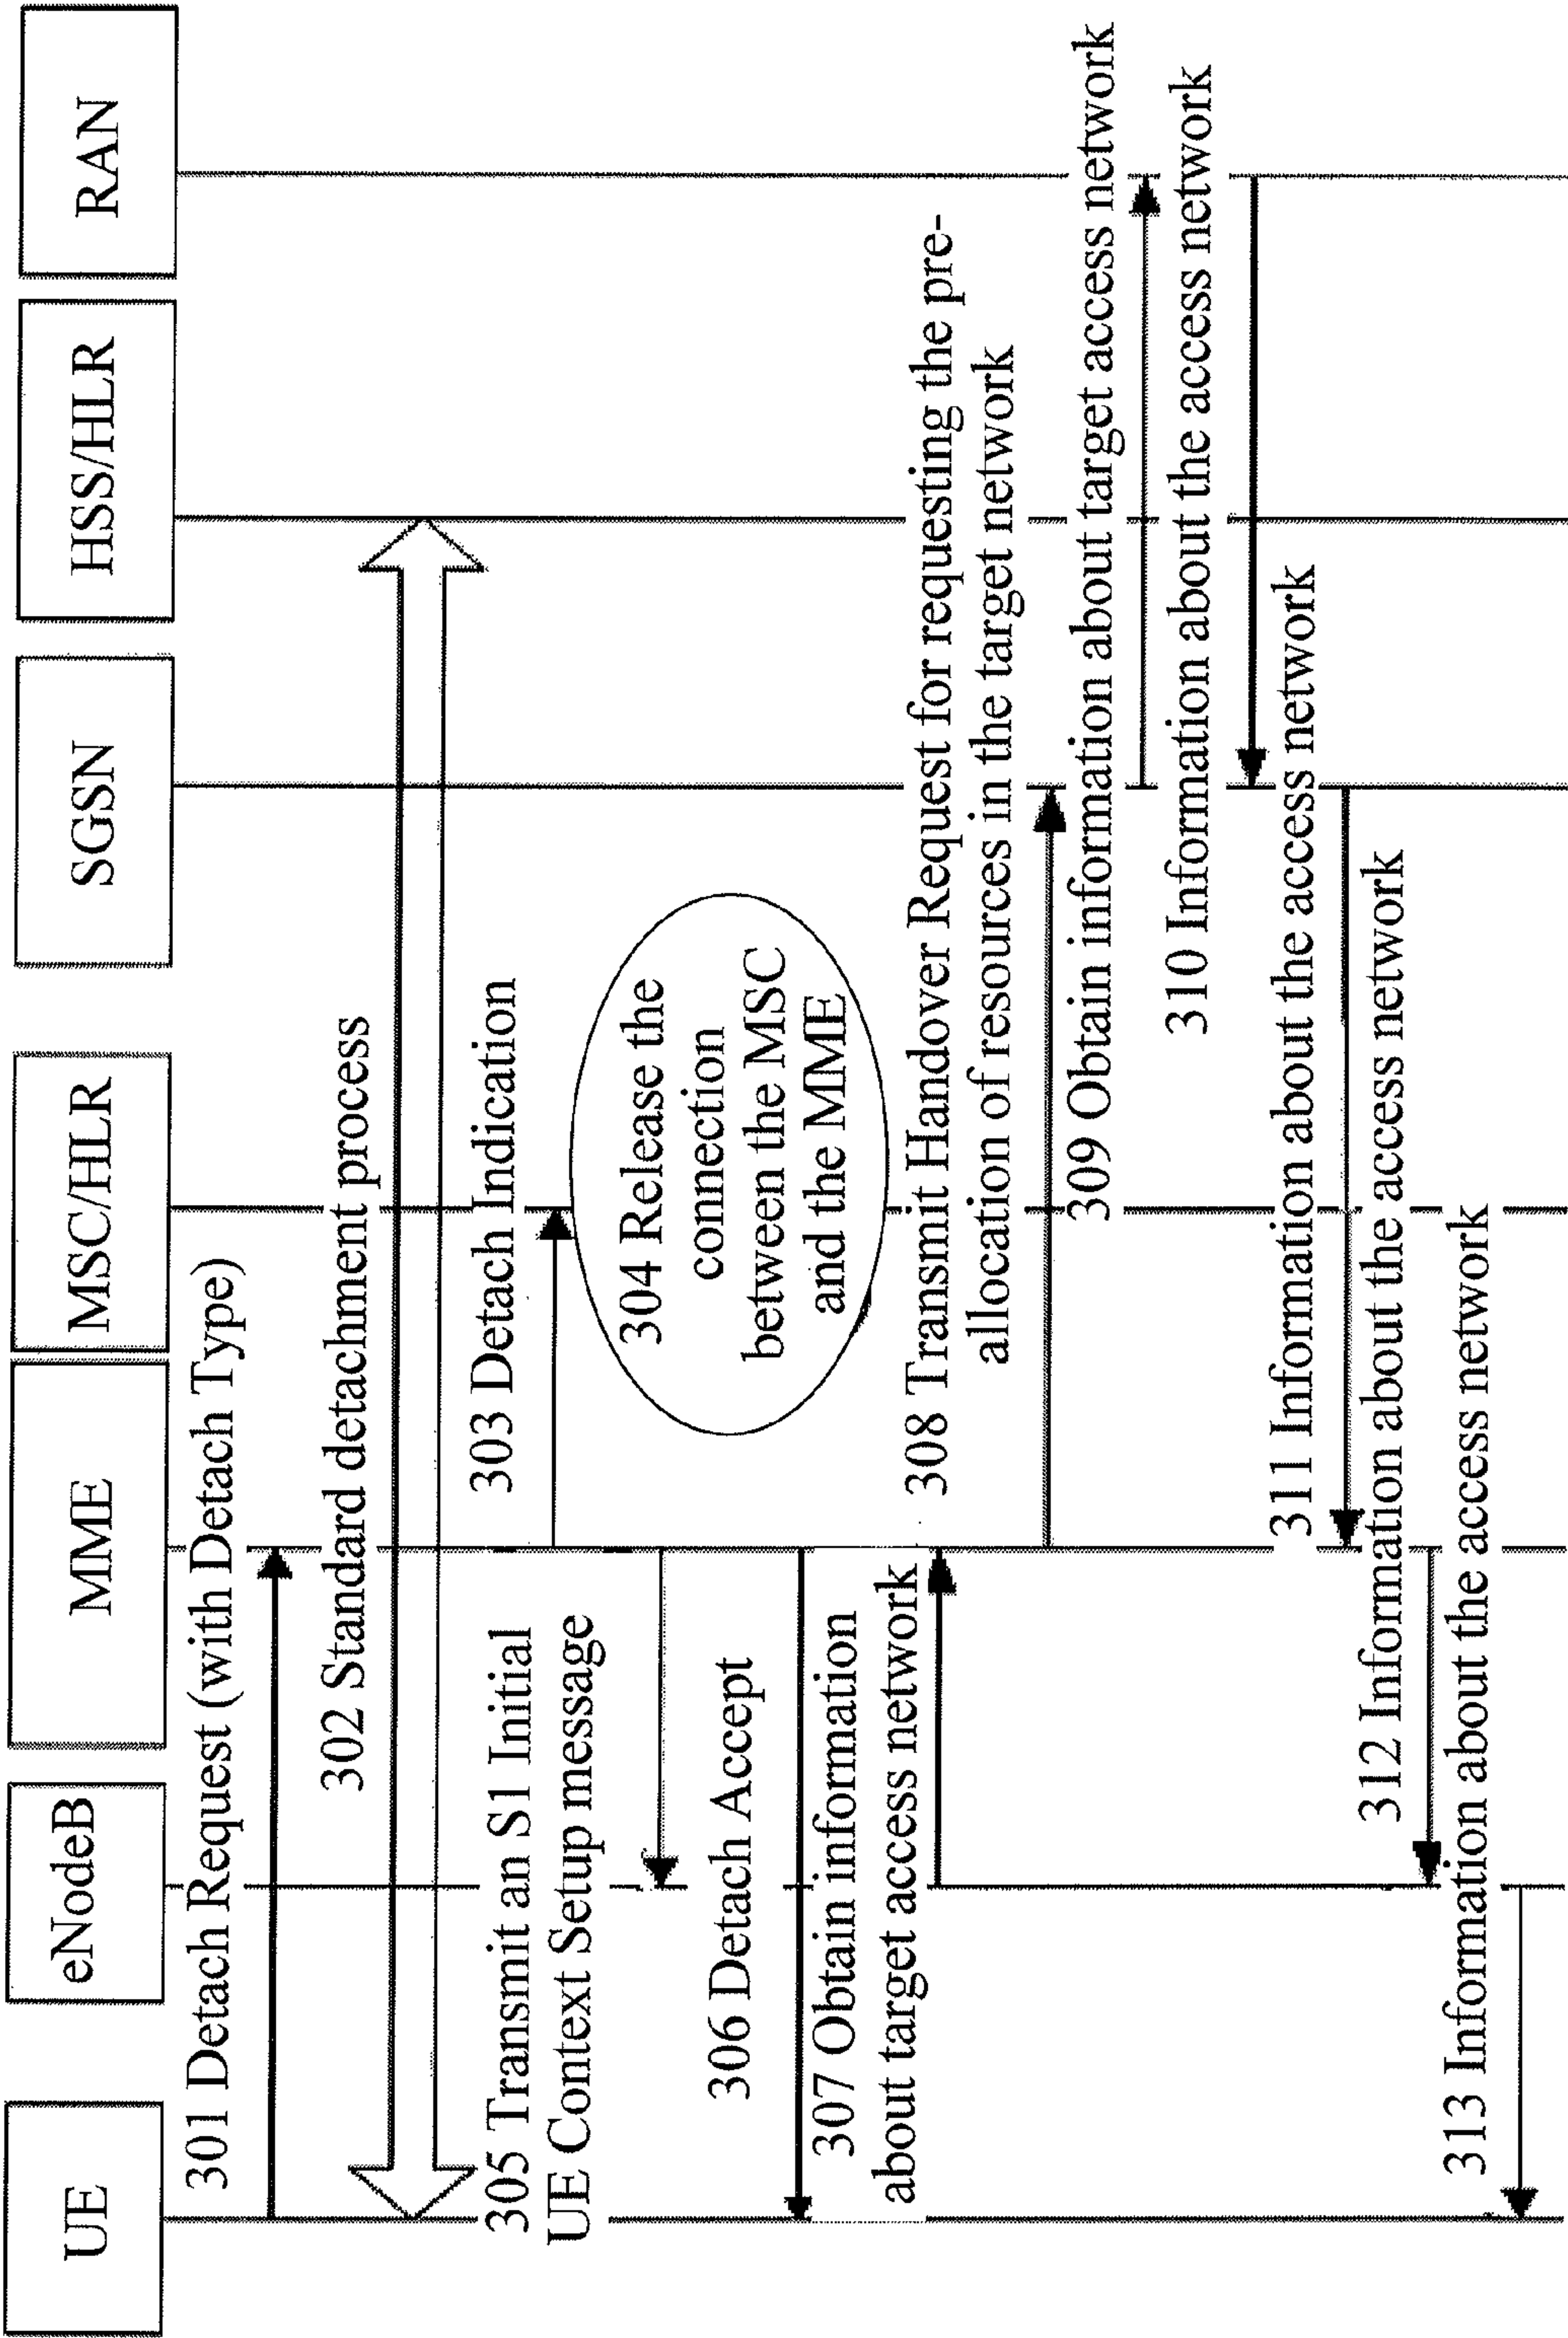 UE
eNodeB
MME
MSC/HLR
SGSN
HSS/HLR
RAN
301 Detach Request (with Detach Type)
302 Standard detachment process
303 Detach Indication
304 Release the
connection
between the MSC
and the MME
305 Transmit an S1 Initial
UE Context Setup message
306 Detach Accept
307 Obtain information
about target access network
308 Transmit Handover Request for requesting the pre-
allocation of resources in the target network
309 Obtain information about target access network
310 Information about the access network
311 Information about the access network
312 Information about the access network
313 Information about the access network